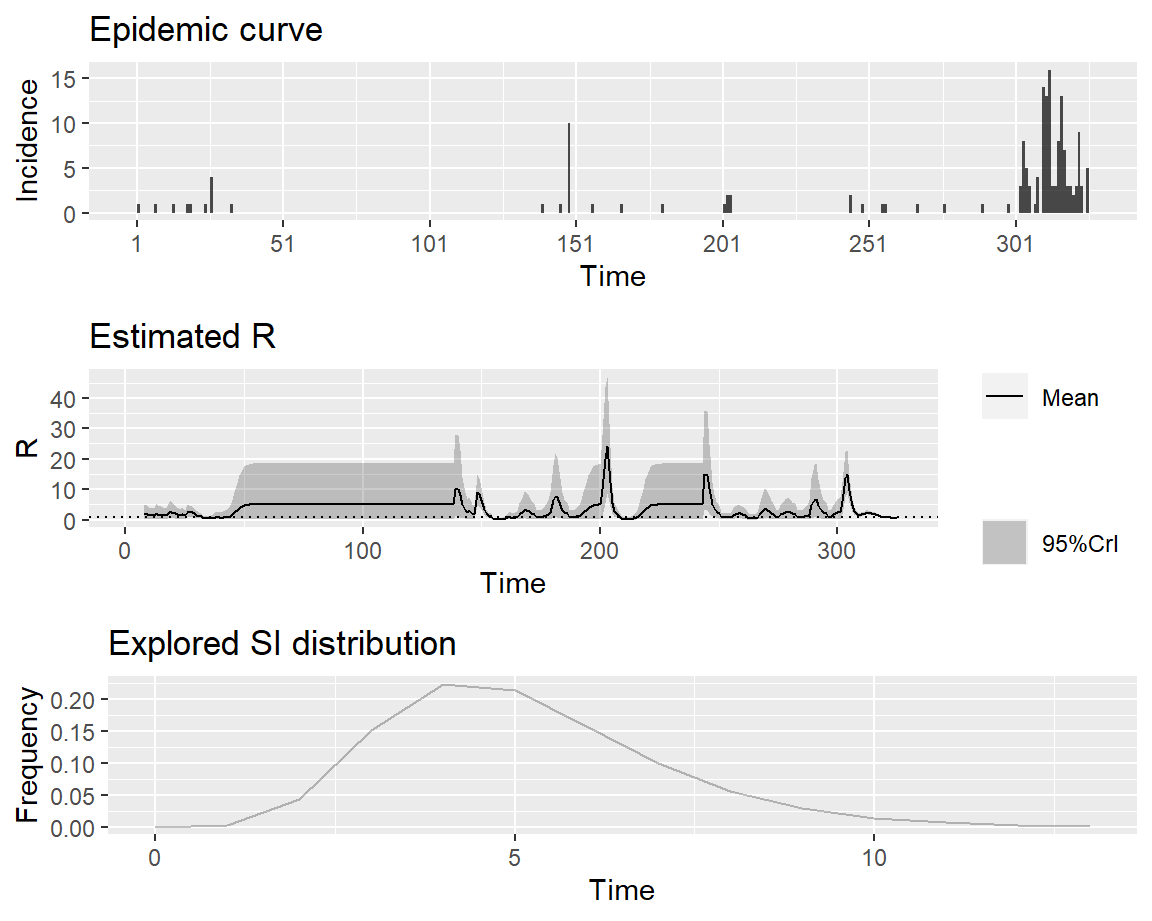 Epidemic curve
Incidence
15
10
5
0
1 51 101 151 201 251 301
Time
Estimated R
R
40
30
20
10
0
0 100 200 300
Time
Mean
95%CrI
Explored SI distribution
Frequency
0.20
0.15
0.10
0.05
0.00
0 5 10
Time